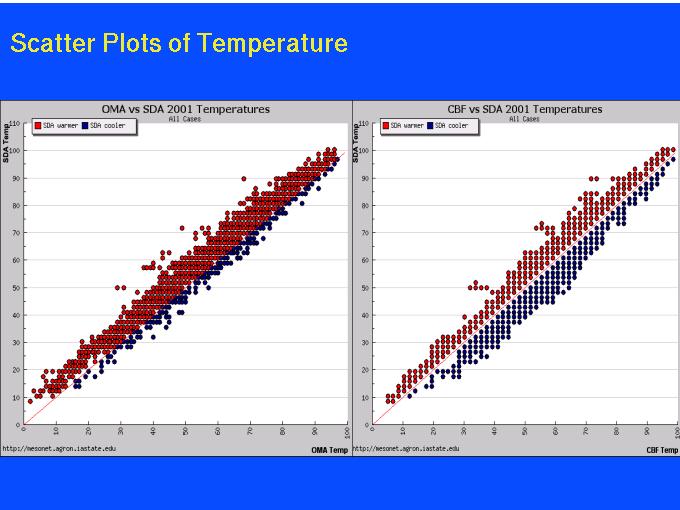 Scatter Plots of Temperature
OMA vs SDA 2001 Temperatures
All Cases
SDA warmer SDA cooler
SDA Temp
110
100
90
80
70
60
50
40
30
20
10
0
0 10 20 30 40 50 60 70 80 90 100
http://mesonet.agron.iastate.edu
OMA Temp
CBF vs SDA 2001 Temperatures
All Cases
SDA warmer SDA cooler
SDA Temp
110
100
90
80
70
60
50
40
30
20
10
0
0 10 20 30 40 50 60 70 80 90 100
http://mesonet.agron.iastate.edu
CBF Temp